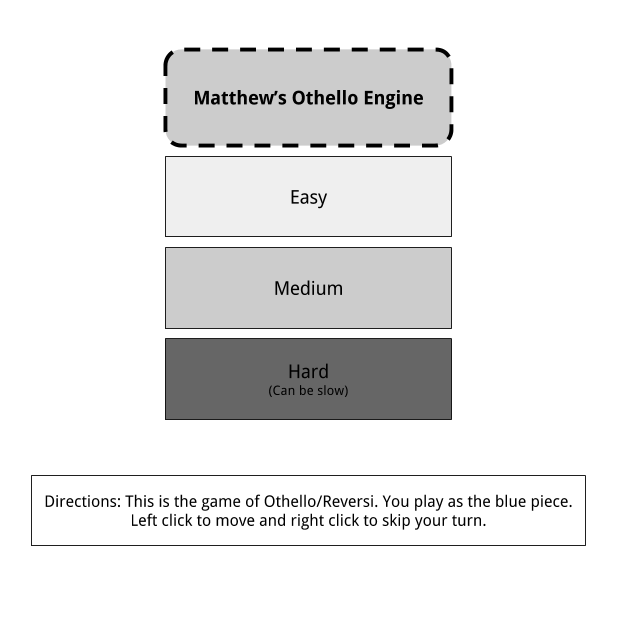 Matthew’s Othello Engine
Easy
Medium
Hard
(Can be slow)
Directions: This is the game of Othello/Reversi. You play as the blue piece.
Left click to move and right click to skip your turn.